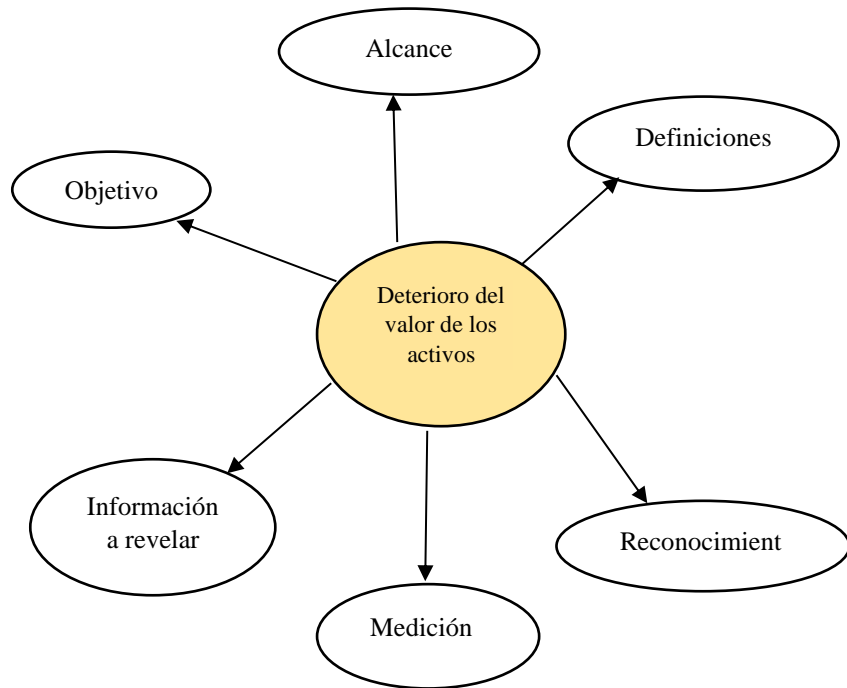 Alcance
Definiciones
Objetivo
Deterioro del
valor de los
activos
Información
a revelar
Reconocimient
Medición